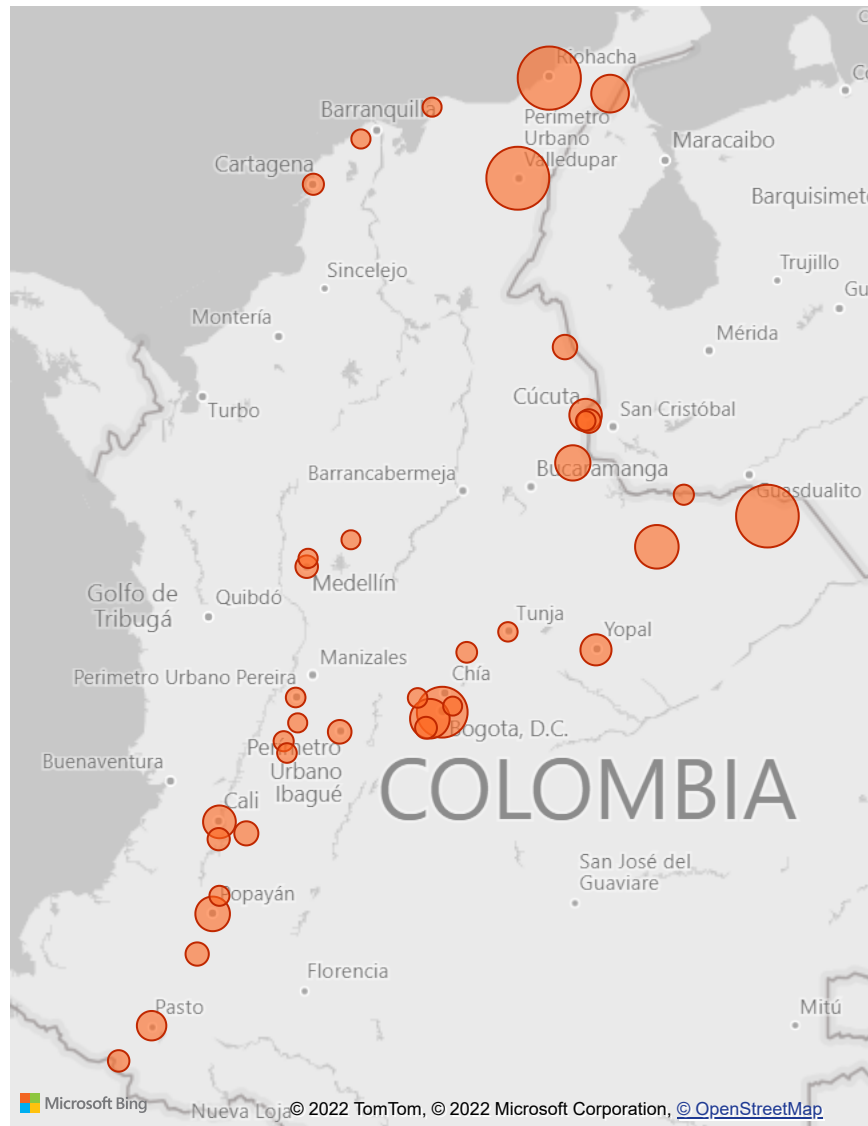 C
Riohacha
Co
Barranquilla
Perimetro
Urbano
Valledupar
Maracaibo
Cartagena
Barquisimeto
Sincelejo
Trujillo
Gu
Montería
Mérida
Turbo
Cúcuta
San Cristóbal
Barrancabermeja
Bucaramanga
Guasdualito
Medellín
Golfo de
Tribugá
Quibdó
Tunja
Yopal
Manizales
Perimetro Urbano Pereira
Chía
Bogota, D.C.
Perimetro
Urbano
Ibagué
Buenaventura
COLOMBIA
Cali
San José del
Guaviare
Popayán
Florencia
Pasto
Mitú
Microsoft Bing
Nueva Loja
© 2022 TomTom, © 2022 Microsoft Corporation, © OpenStreetMap